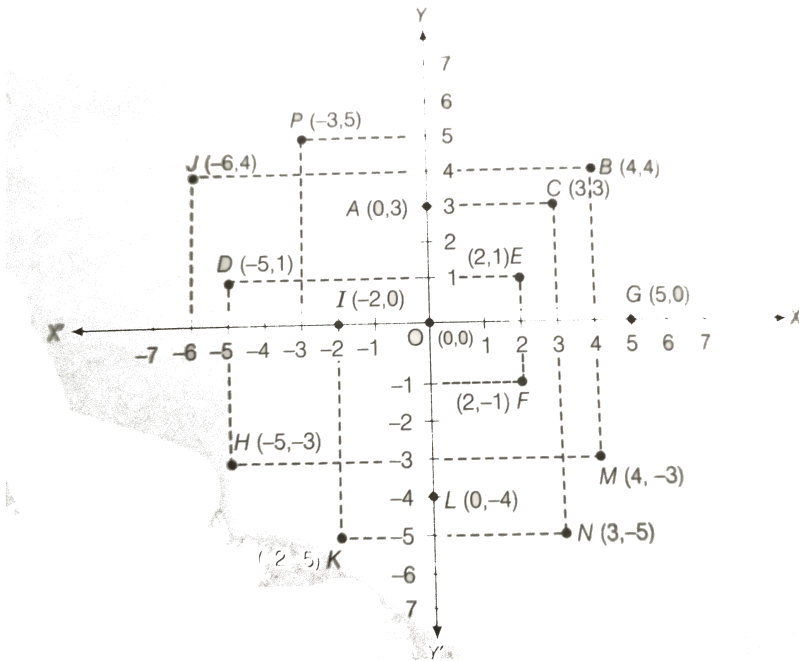 Y
7
6
P (–3,5)
5
J (–6,4)
4
B (4,4)
C (3,3)
A (0,3)
3
2
D (–5,1)
1
(2,1)E
I (–2,0)
G (5,0)
X'
X
O (0,0)
–7 –6 –5 –4 –3 –2 –1 1 2 3 4 5 6 7
–1
(2,–1) F
–2
H (–5,–3)
–3
M (4, –3)
–4
L (0,–4)
–5
N (3,–5)
K
–6
7
Y'